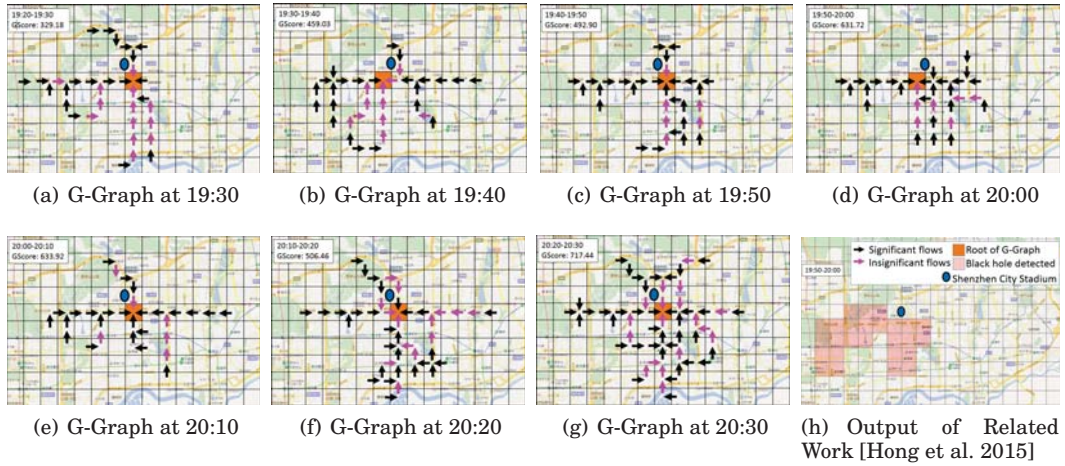 19:20-19:30
GScore: 329.18
19:30-19:40
GScore: 459.03
19:40-19:50
GScore: 492.90
19:50-20:00
GScore: 631.72
(a) G-Graph at 19:30
(b) G-Graph at 19:40
(c) G-Graph at 19:50
(d) G-Graph at 20:00
20:00-20:10
GScore: 633.92
20:10-20:20
GScore: 506.46
20:20-20:30
GScore: 717.44
Significant flows
Insignificant flows
Root of G-Graph
Black hole detected
Shenzhen City Stadium
19:50-20:00
(e) G-Graph at 20:10
(f) G-Graph at 20:20
(g) G-Graph at 20:30
(h) Output of Related
Work [Hong et al. 2015]